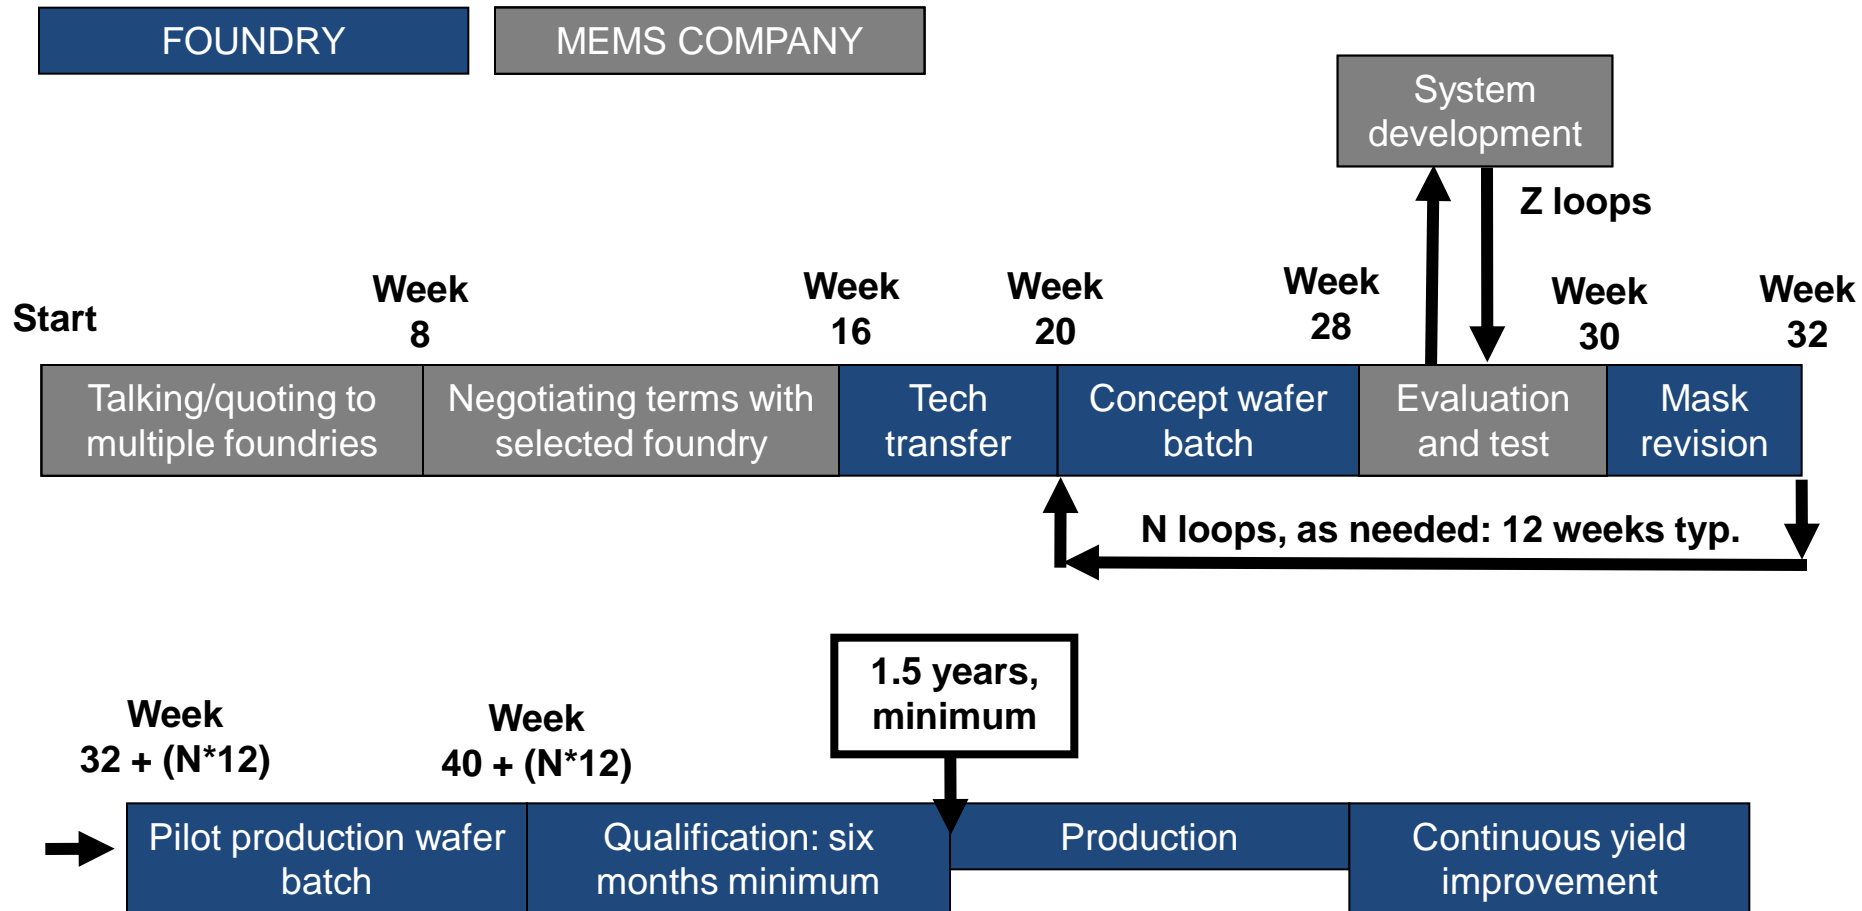 FOUNDRY
MEMS COMPANY
System
development
Z loops
Start
Week
8
Week
16
Week
20
Week
28
Week
30
Week
32
Talking/quoting to
multiple foundries
Negotiating terms with
selected foundry
Tech
transfer
Concept wafer
batch
Evaluation
and test
Mask
revision
N loops, as needed: 12 weeks typ.
1.5 years,
minimum
Week
32 + (N*12)
Week
40 + (N*12)
Pilot production wafer
batch
Qualification: six
months minimum
Production
Continuous yield
improvement